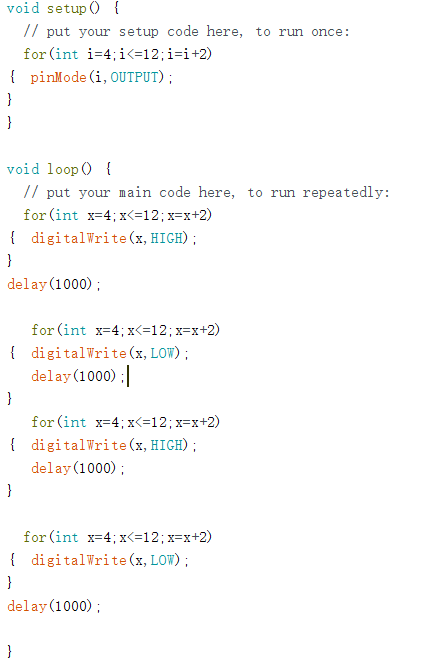 void setup() {
  // put your setup code here, to run once:
  for(int i=4;i<=12;i=i+2)
{  pinMode(i,OUTPUT);
}
}

void loop() {
  // put your main code here, to run repeatedly:
  for(int x=4;x<=12;x=x+2)
{  digitalWrite(x,HIGH);
}
delay(1000);

   for(int x=4;x<=12;x=x+2)
{  digitalWrite(x,LOW);
   delay(1000);
}
   for(int x=4;x<=12;x=x+2)
{  digitalWrite(x,HIGH);
   delay(1000);
}

  for(int x=4;x<=12;x=x+2)
{  digitalWrite(x,LOW);
}
delay(1000);

}